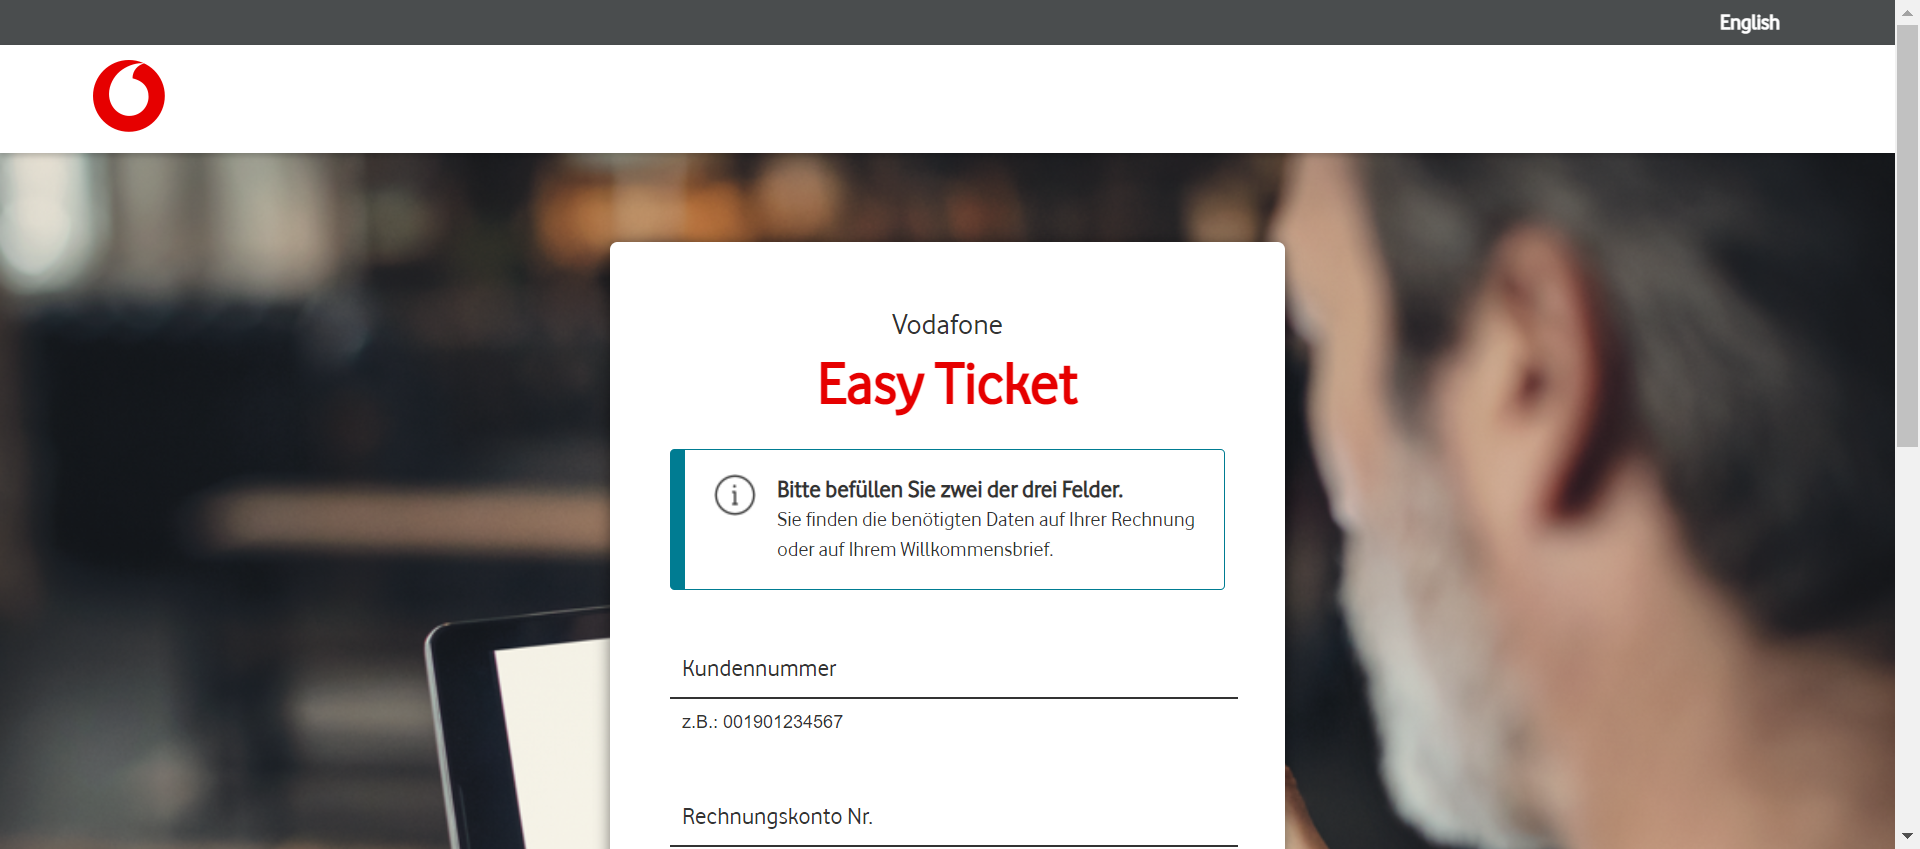 English
Vodafone
Easy Ticket
Bitte befüllen Sie zwei der drei Felder.
Sie finden die benötigten Daten auf Ihrer Rechnung
oder auf Ihrem Willkommensbrief.
Kundennummer
z.B.: 001901234567
Rechnungskonto Nr.